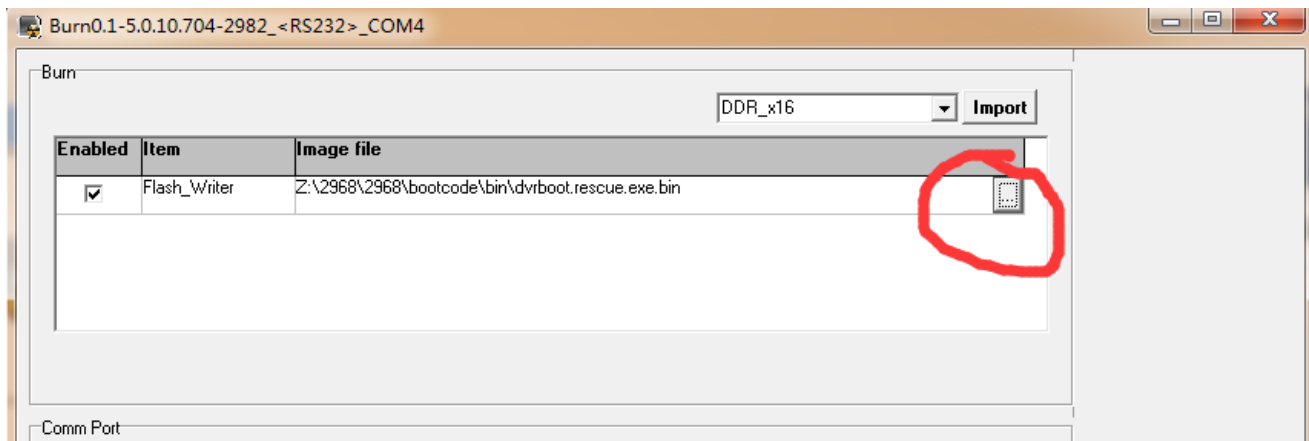 Burn0.1-5.0.10.704-2982_<RS232>_COM4
Burn
DDR_x16 Import
Enabled Item Image file
Flash_Writer Z:\2968\2968\bootcode\bin\dvrboot.rescue.exe.bin ...
Comm Port